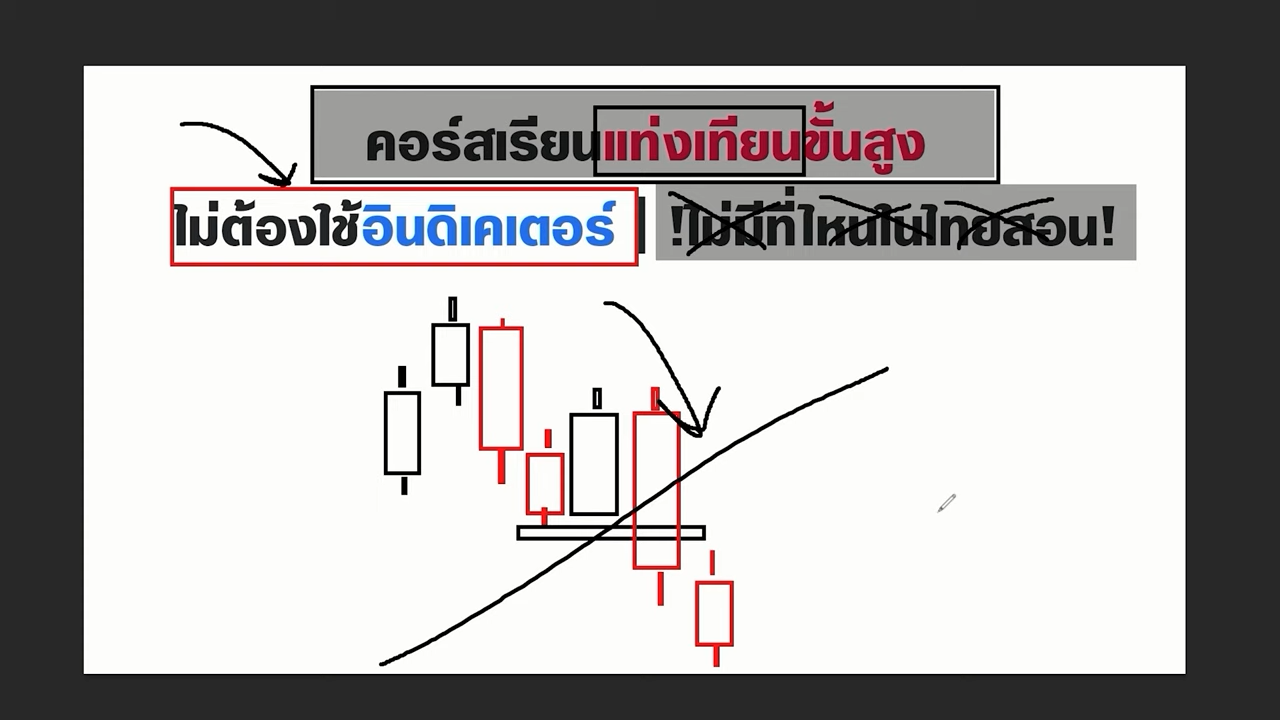 คอร์สเรียนแท่งเทียนขั้นสูง
ไม่ต้องใช้อินดิเคเตอร์ | !ไม่มีที่ไหนในไทยสอน!